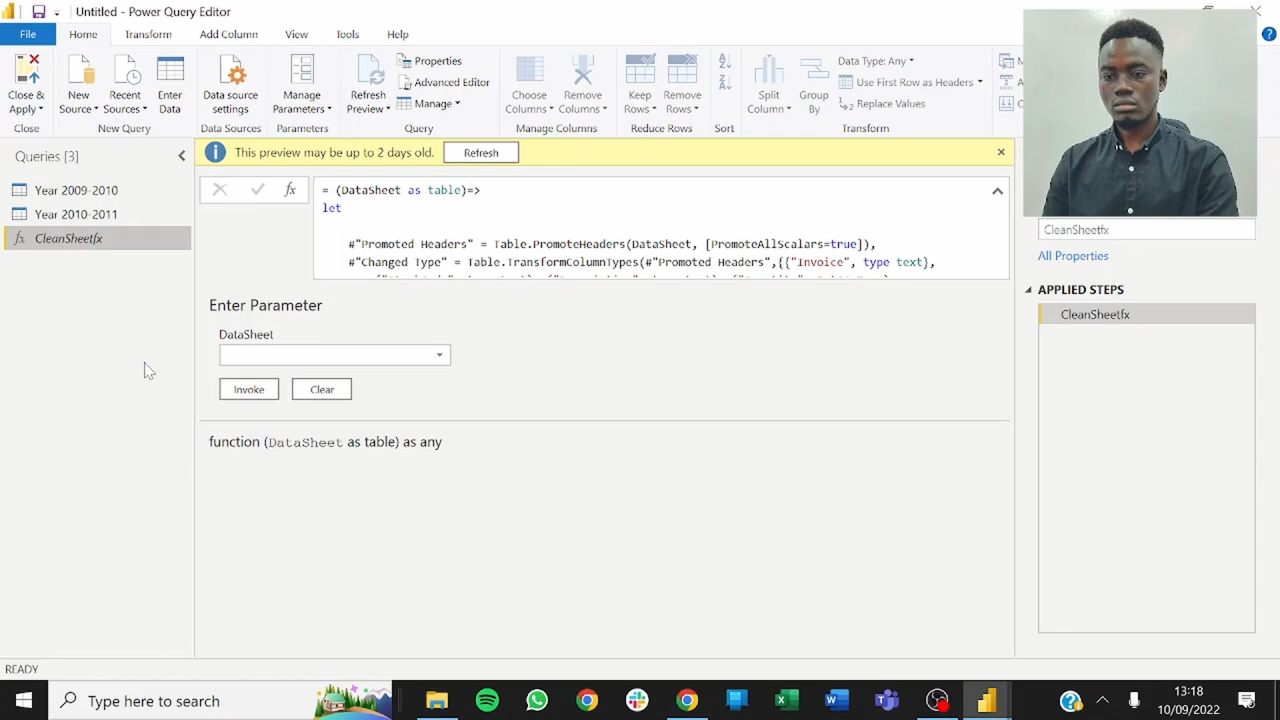 Untitled - Power Query Editor
File
Home
Transform
Add Column
View
Tools
Help
Close &
Apply
New
Source
Recent
Sources
Enter
Data
Data source
settings
Manage
Parameters
Refresh
Preview
Properties
Advanced Editor
Manage
Choose
Columns
Remove
Columns
Keep
Rows
Remove
Rows
Split
Column
Group
By
Data Type: Any
Use First Row as Headers
Replace Values
Close
New Query
Data Sources
Parameters
Query
Manage Columns
Reduce Rows
Sort
Transform
Queries [3]
This preview may be up to 2 days old.
Refresh
Year 2009-2010
Year 2010-2011
fx CleanSheetfx
fx
= (DataSheet as table)=>
let
#"Promoted Headers" = Table.PromoteHeaders(DataSheet, [PromoteAllScalars=true]),
#"Changed Type" = Table.TransformColumnTypes(#"Promoted Headers",{{"Invoice", type text},
Enter Parameter
DataSheet
Invoke
Clear
function (DataSheet as table) as any
CleanSheetfx
All Properties
APPLIED STEPS
CleanSheetfx
READY
Type here to search
13:18
10/09/2022